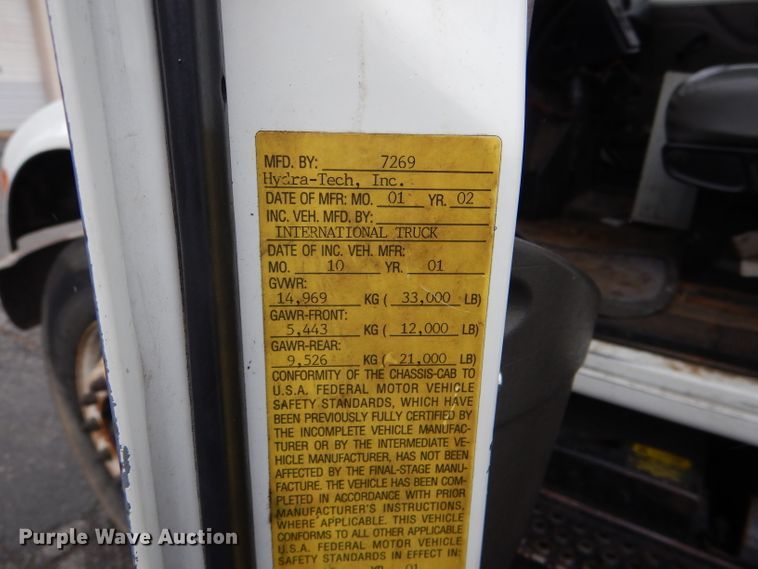 MFD. BY: 7269
Hydra-Tech, Inc.
DATE OF MFR: MO. 01 YR. 02
INC. VEH. MFD. BY:
INTERNATIONAL TRUCK
DATE OF INC. VEH. MFR:
MO. 10 YR. 01
GVWR:
14,969 KG ( 33,000 LB)
GAWR-FRONT:
5,443 KG ( 12,000 LB)
GAWR-REAR:
9,526 KG ( 21,000 LB)
CONFORMITY OF THE CHASSIS-CAB TO
U.S.A. FEDERAL MOTOR VEHICLE
SAFETY STANDARDS, WHICH HAVE
BEEN PREVIOUSLY FULLY CERTIFIED BY
THE INCOMPLETE VEHICLE MANUFAC-
TURER OR BY THE INTERMEDIATE VE-
HICLE MANUFACTURER, HAS NOT BEEN
AFFECTED BY THE FINAL-STAGE MANU-
FACTURE. THE VEHICLE HAS BEEN COM-
PLETED IN ACCORDANCE WITH PRIOR
MANUFACTURER'S INSTRUCTIONS,
WHERE APPLICABLE. THIS VEHICLE
CONFORMS TO ALL OTHER APPLICABLE
U.S.A. FEDERAL MOTOR VEHICLE
SAFETY STANDARDS IN EFFECT IN:
YR. 01
Purple Wave Auction